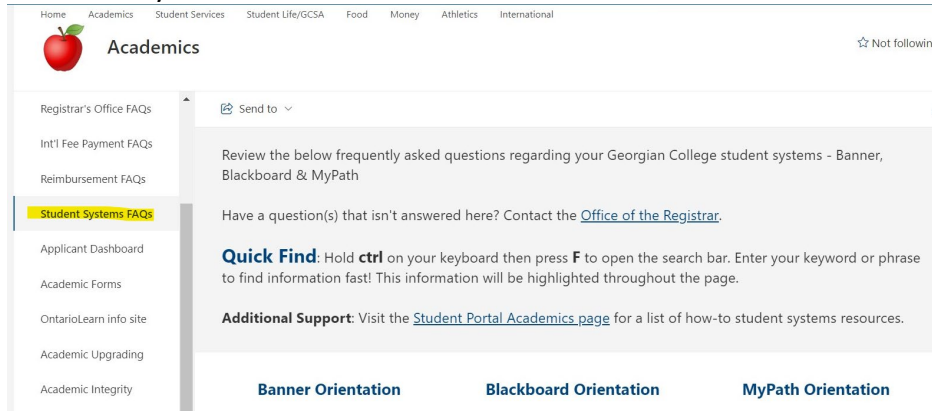 Home Academics Student Services Student Life/GCSA Food Money Athletics International
Academics
Not followin
Registrar's Office FAQs
Int'l Fee Payment FAQs
Reimbursement FAQs
Student Systems FAQs
Applicant Dashboard
Academic Forms
OntarioLearn info site
Academic Upgrading
Academic Integrity
Send to
Review the below frequently asked questions regarding your Georgian College student systems - Banner,
Blackboard & MyPath
Have a question(s) that isn't answered here? Contact the Office of the Registrar.
Quick Find: Hold ctrl on your keyboard then press F to open the search bar. Enter your keyword or phrase
to find information fast! This information will be highlighted throughout the page.
Additional Support: Visit the Student Portal Academics page for a list of how-to student systems resources.
Banner Orientation Blackboard Orientation MyPath Orientation